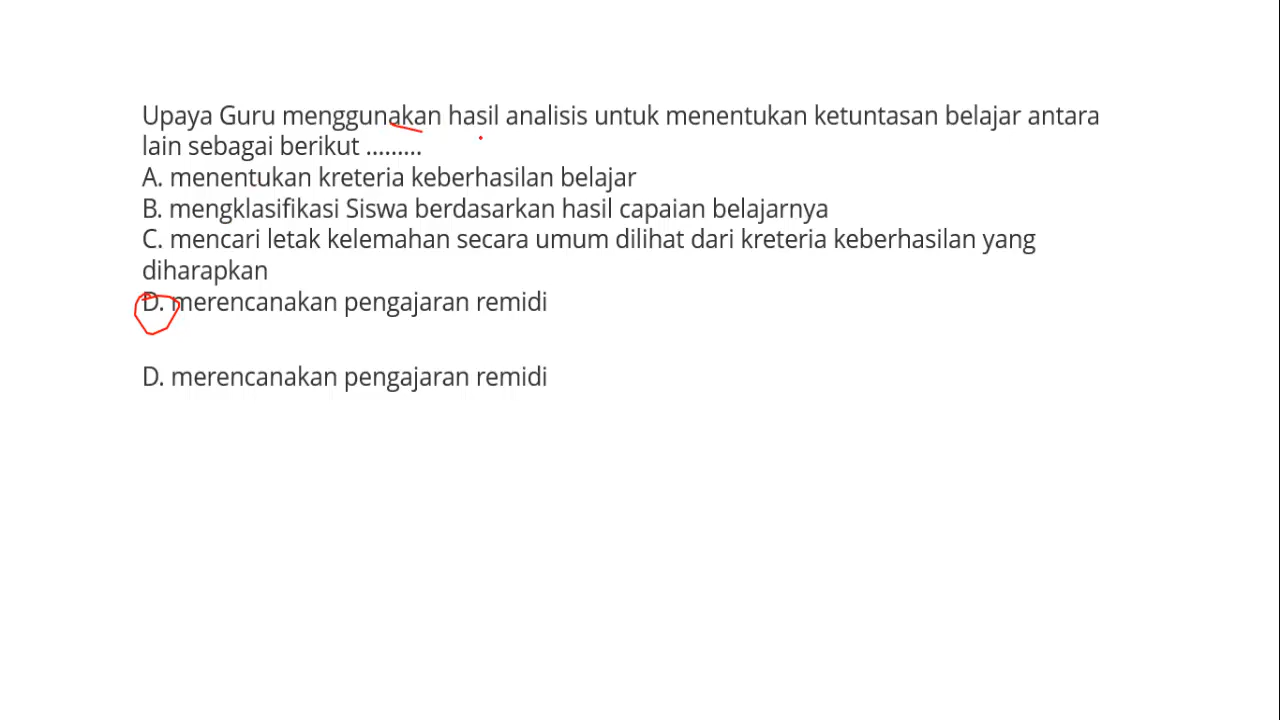 Upaya Guru menggunakan hasil analisis untuk menentukan ketuntasan belajar antara
lain sebagai berikut .........
A. menentukan kreteria keberhasilan belajar
B. mengklasifikasi Siswa berdasarkan hasil capaian belajarnya
C. mencari letak kelemahan secara umum dilihat dari kreteria keberhasilan yang
diharapkan
D. merencanakan pengajaran remidi
D. merencanakan pengajaran remidi